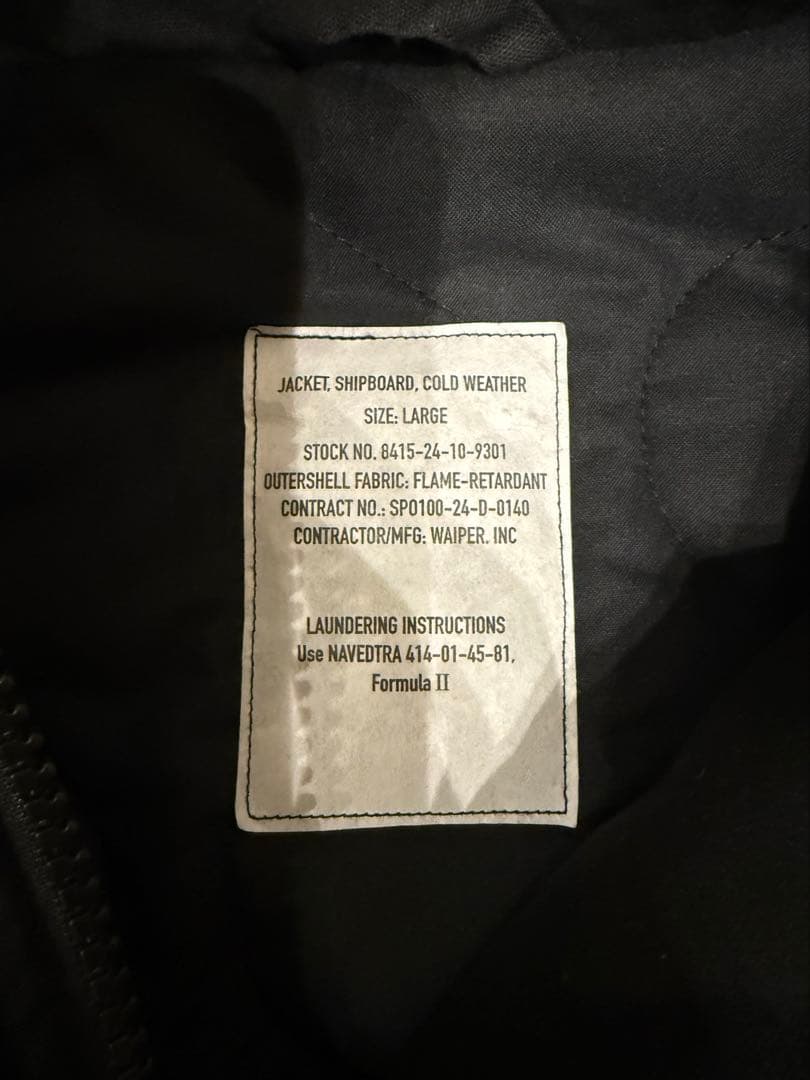 JACKET, SHIPBOARD, COLD WEATHER
SIZE: LARGE
STOCK NO. 8415-24-10-9301
OUTERSHELL FABRIC: FLAME-RETARDANT
CONTRACT NO.: SPO100-24-D-0140
CONTRACTOR/MFG: WAIPER. INC
LAUNDERING INSTRUCTIONS
Use NAVEDTRA 414-01-45-81,
Formula II